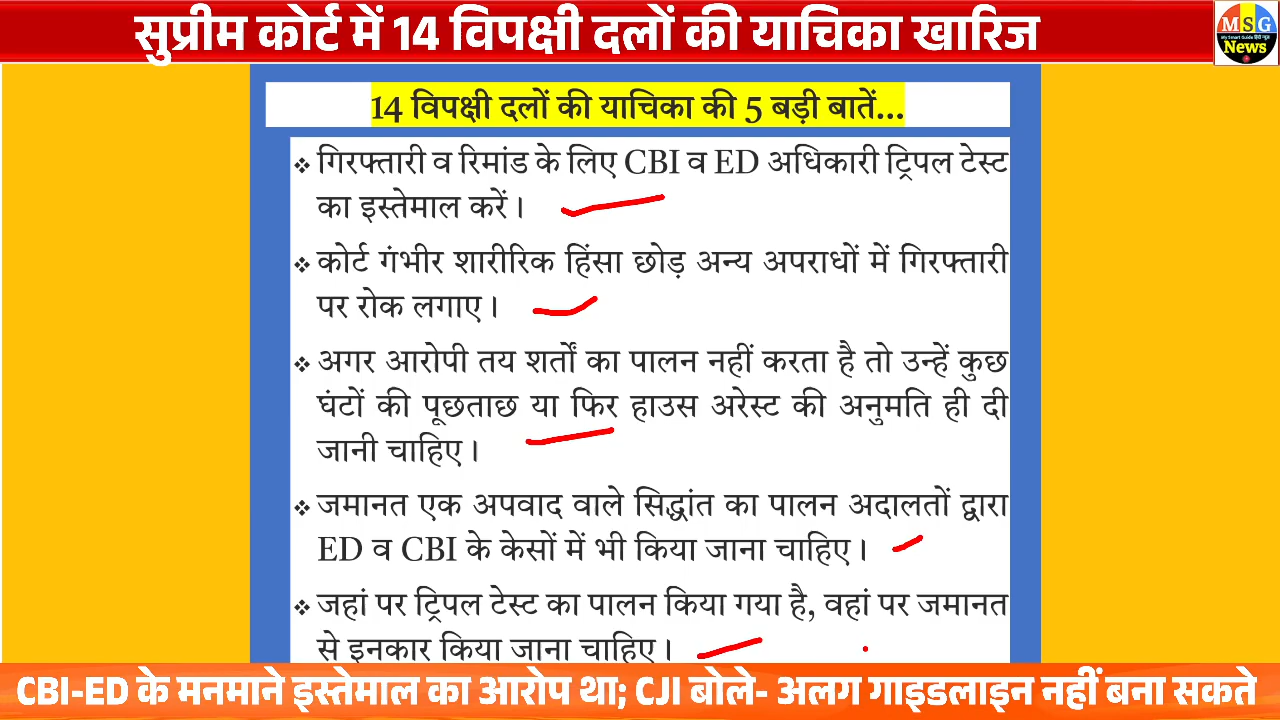 सुप्रीम कोर्ट में 14 विपक्षी दलों की याचिका खारिज
MSG
My Smart Guide हिंदी न्यूज़
News
14 विपक्षी दलों की याचिका की 5 बड़ी बातें...
❖ गिरफ्तारी व रिमांड के लिए CBI व ED अधिकारी ट्रिपल टेस्ट
का इस्तेमाल करें।
❖ कोर्ट गंभीर शारीरिक हिंसा छोड़ अन्य अपराधों में गिरफ्तारी
पर रोक लगाए।
❖ अगर आरोपी तय शर्तों का पालन नहीं करता है तो उन्हें कुछ
घंटों की पूछताछ या फिर हाउस अरेस्ट की अनुमति ही दी
जानी चाहिए।
❖ जमानत एक अपवाद वाले सिद्धांत का पालन अदालतों द्वारा
ED व CBI के केसों में भी किया जाना चाहिए।
❖ जहां पर ट्रिपल टेस्ट का पालन किया गया है, वहां पर जमानत
से इनकार किया जाना चाहिए।
CBI-ED के मनमाने इस्तेमाल का आरोप था; CJI बोले- अलग गाइडलाइन नहीं बना सकते